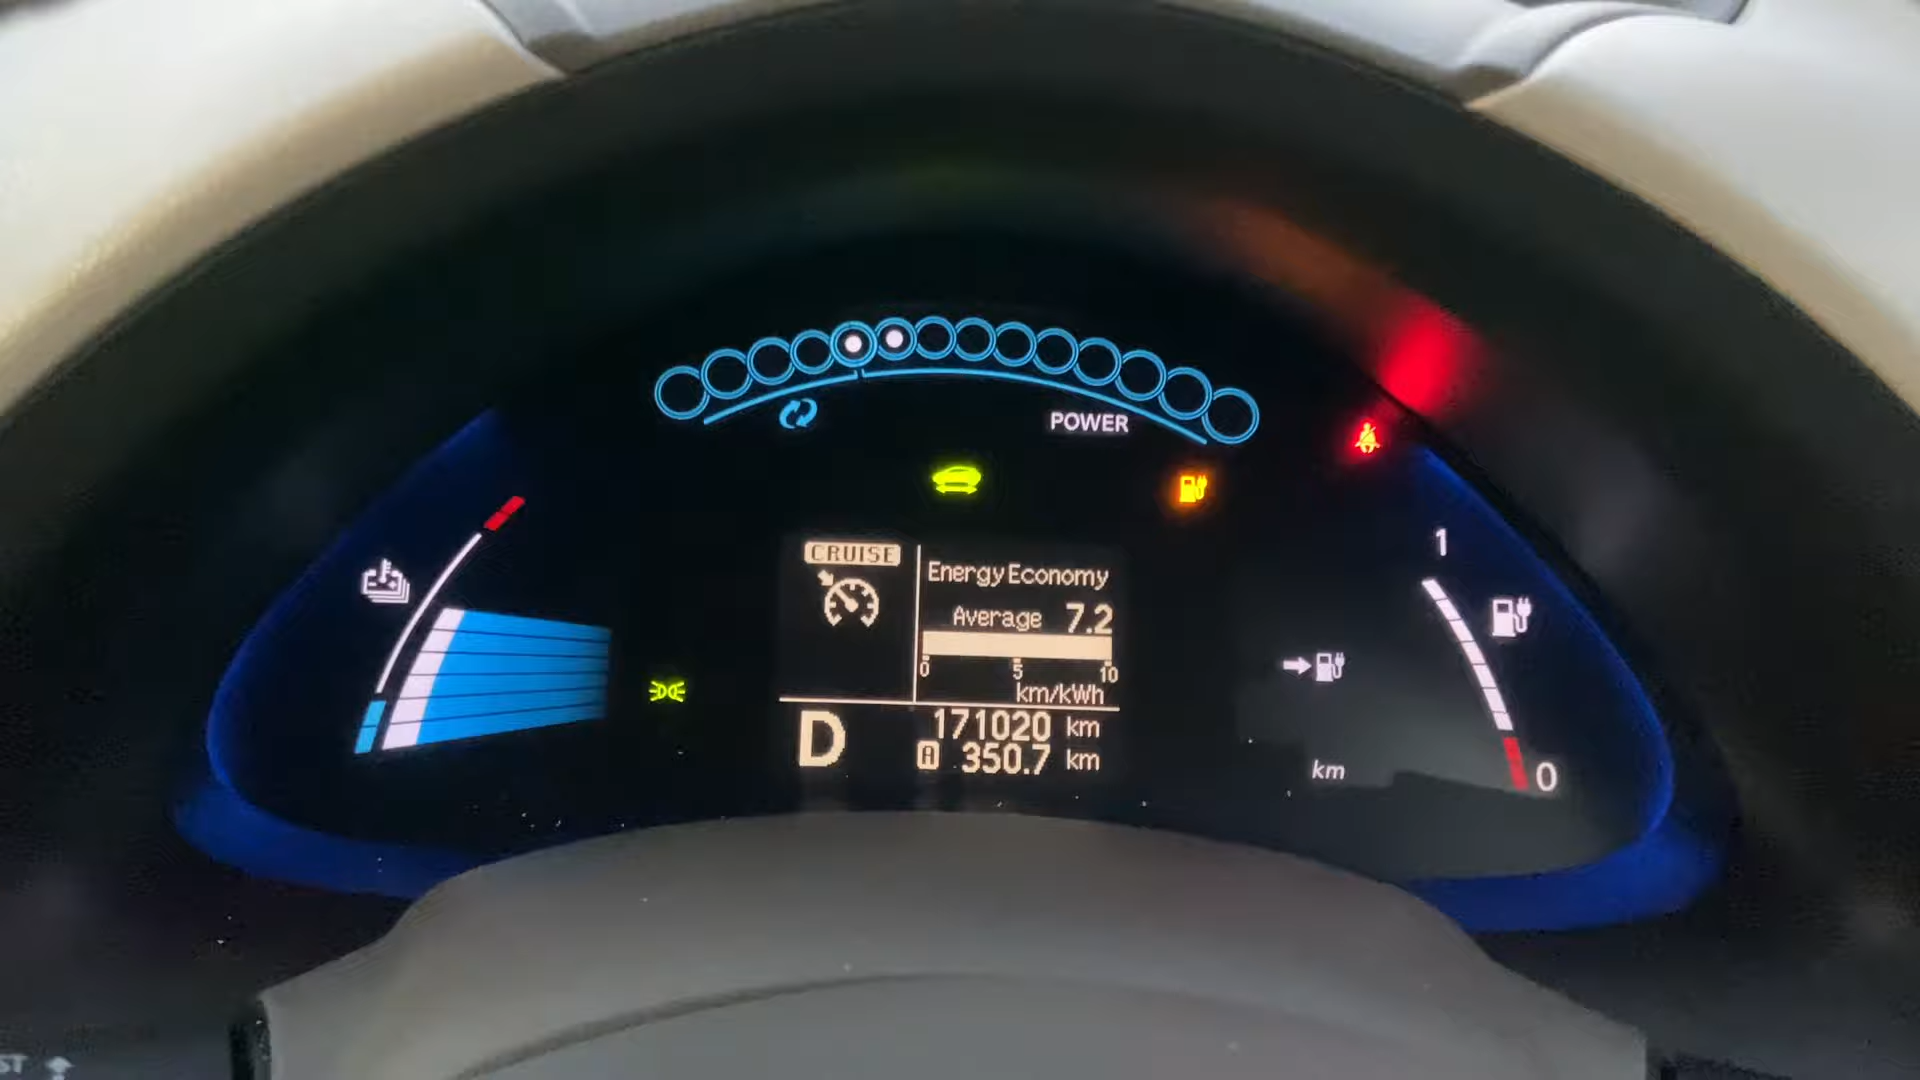 POWER
CRUISE
Energy Economy
Average 7.2
0 5 10
km/kWh
D
171020 km
A 350.7 km
1
0
km
ST